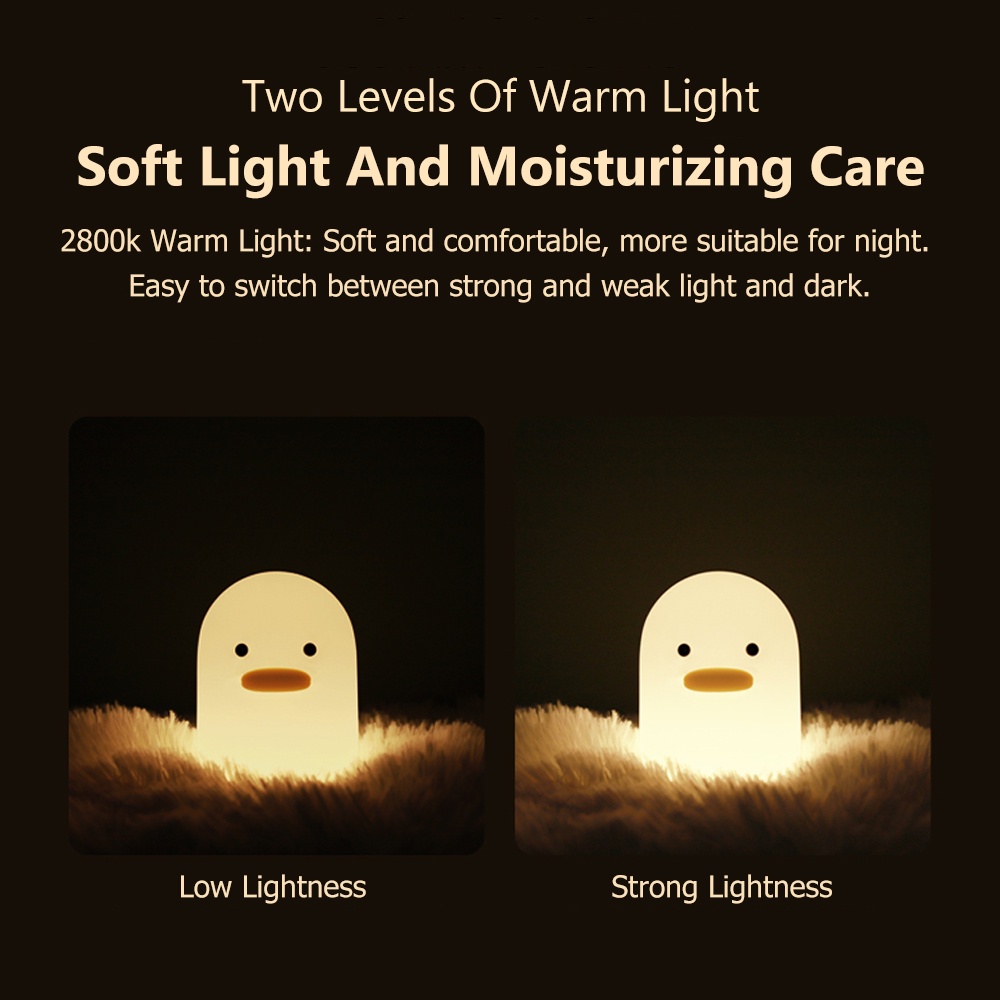 Two Levels Of Warm Light
Soft Light And Moisturizing Care
2800k Warm Light: Soft and comfortable, more suitable for night.
Easy to switch between strong and weak light and dark.
Low Lightness
Strong Lightness